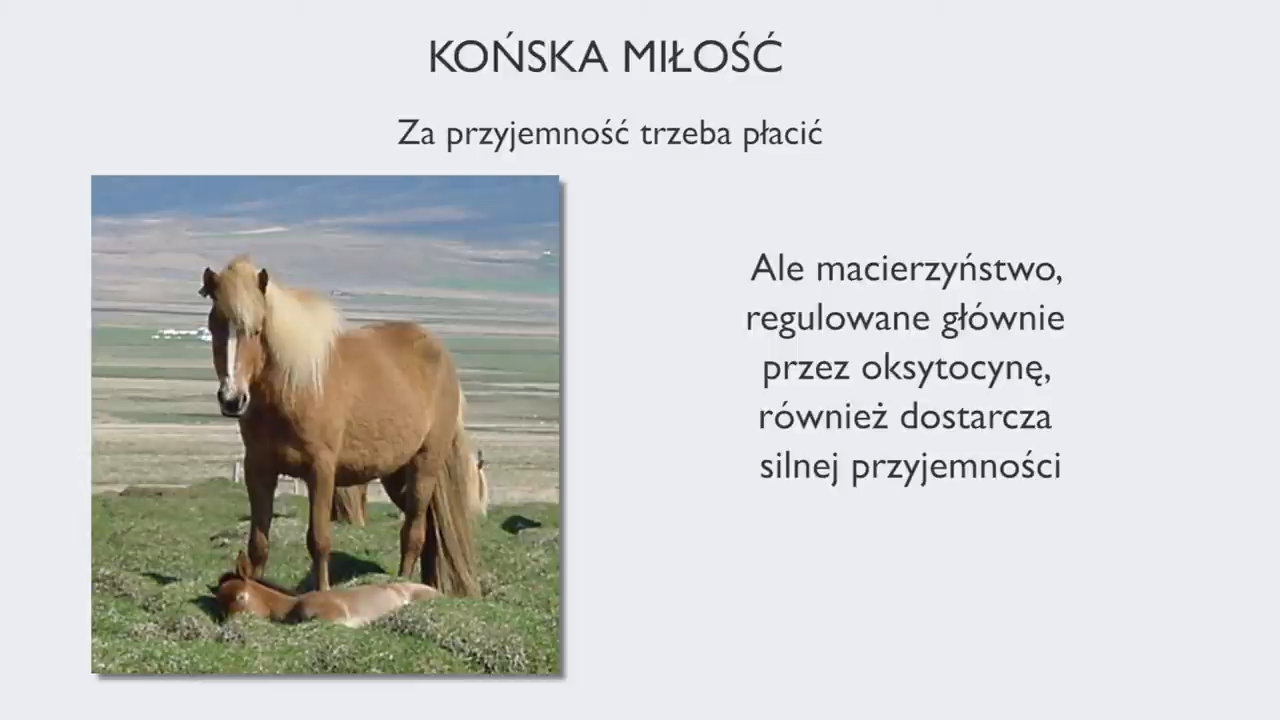 KOŃSKA MIŁOŚĆ
Za przyjemność trzeba płacić
Ale macierzyństwo,
regulowane głównie
przez oksytocynę,
również dostarcza
silnej przyjemności